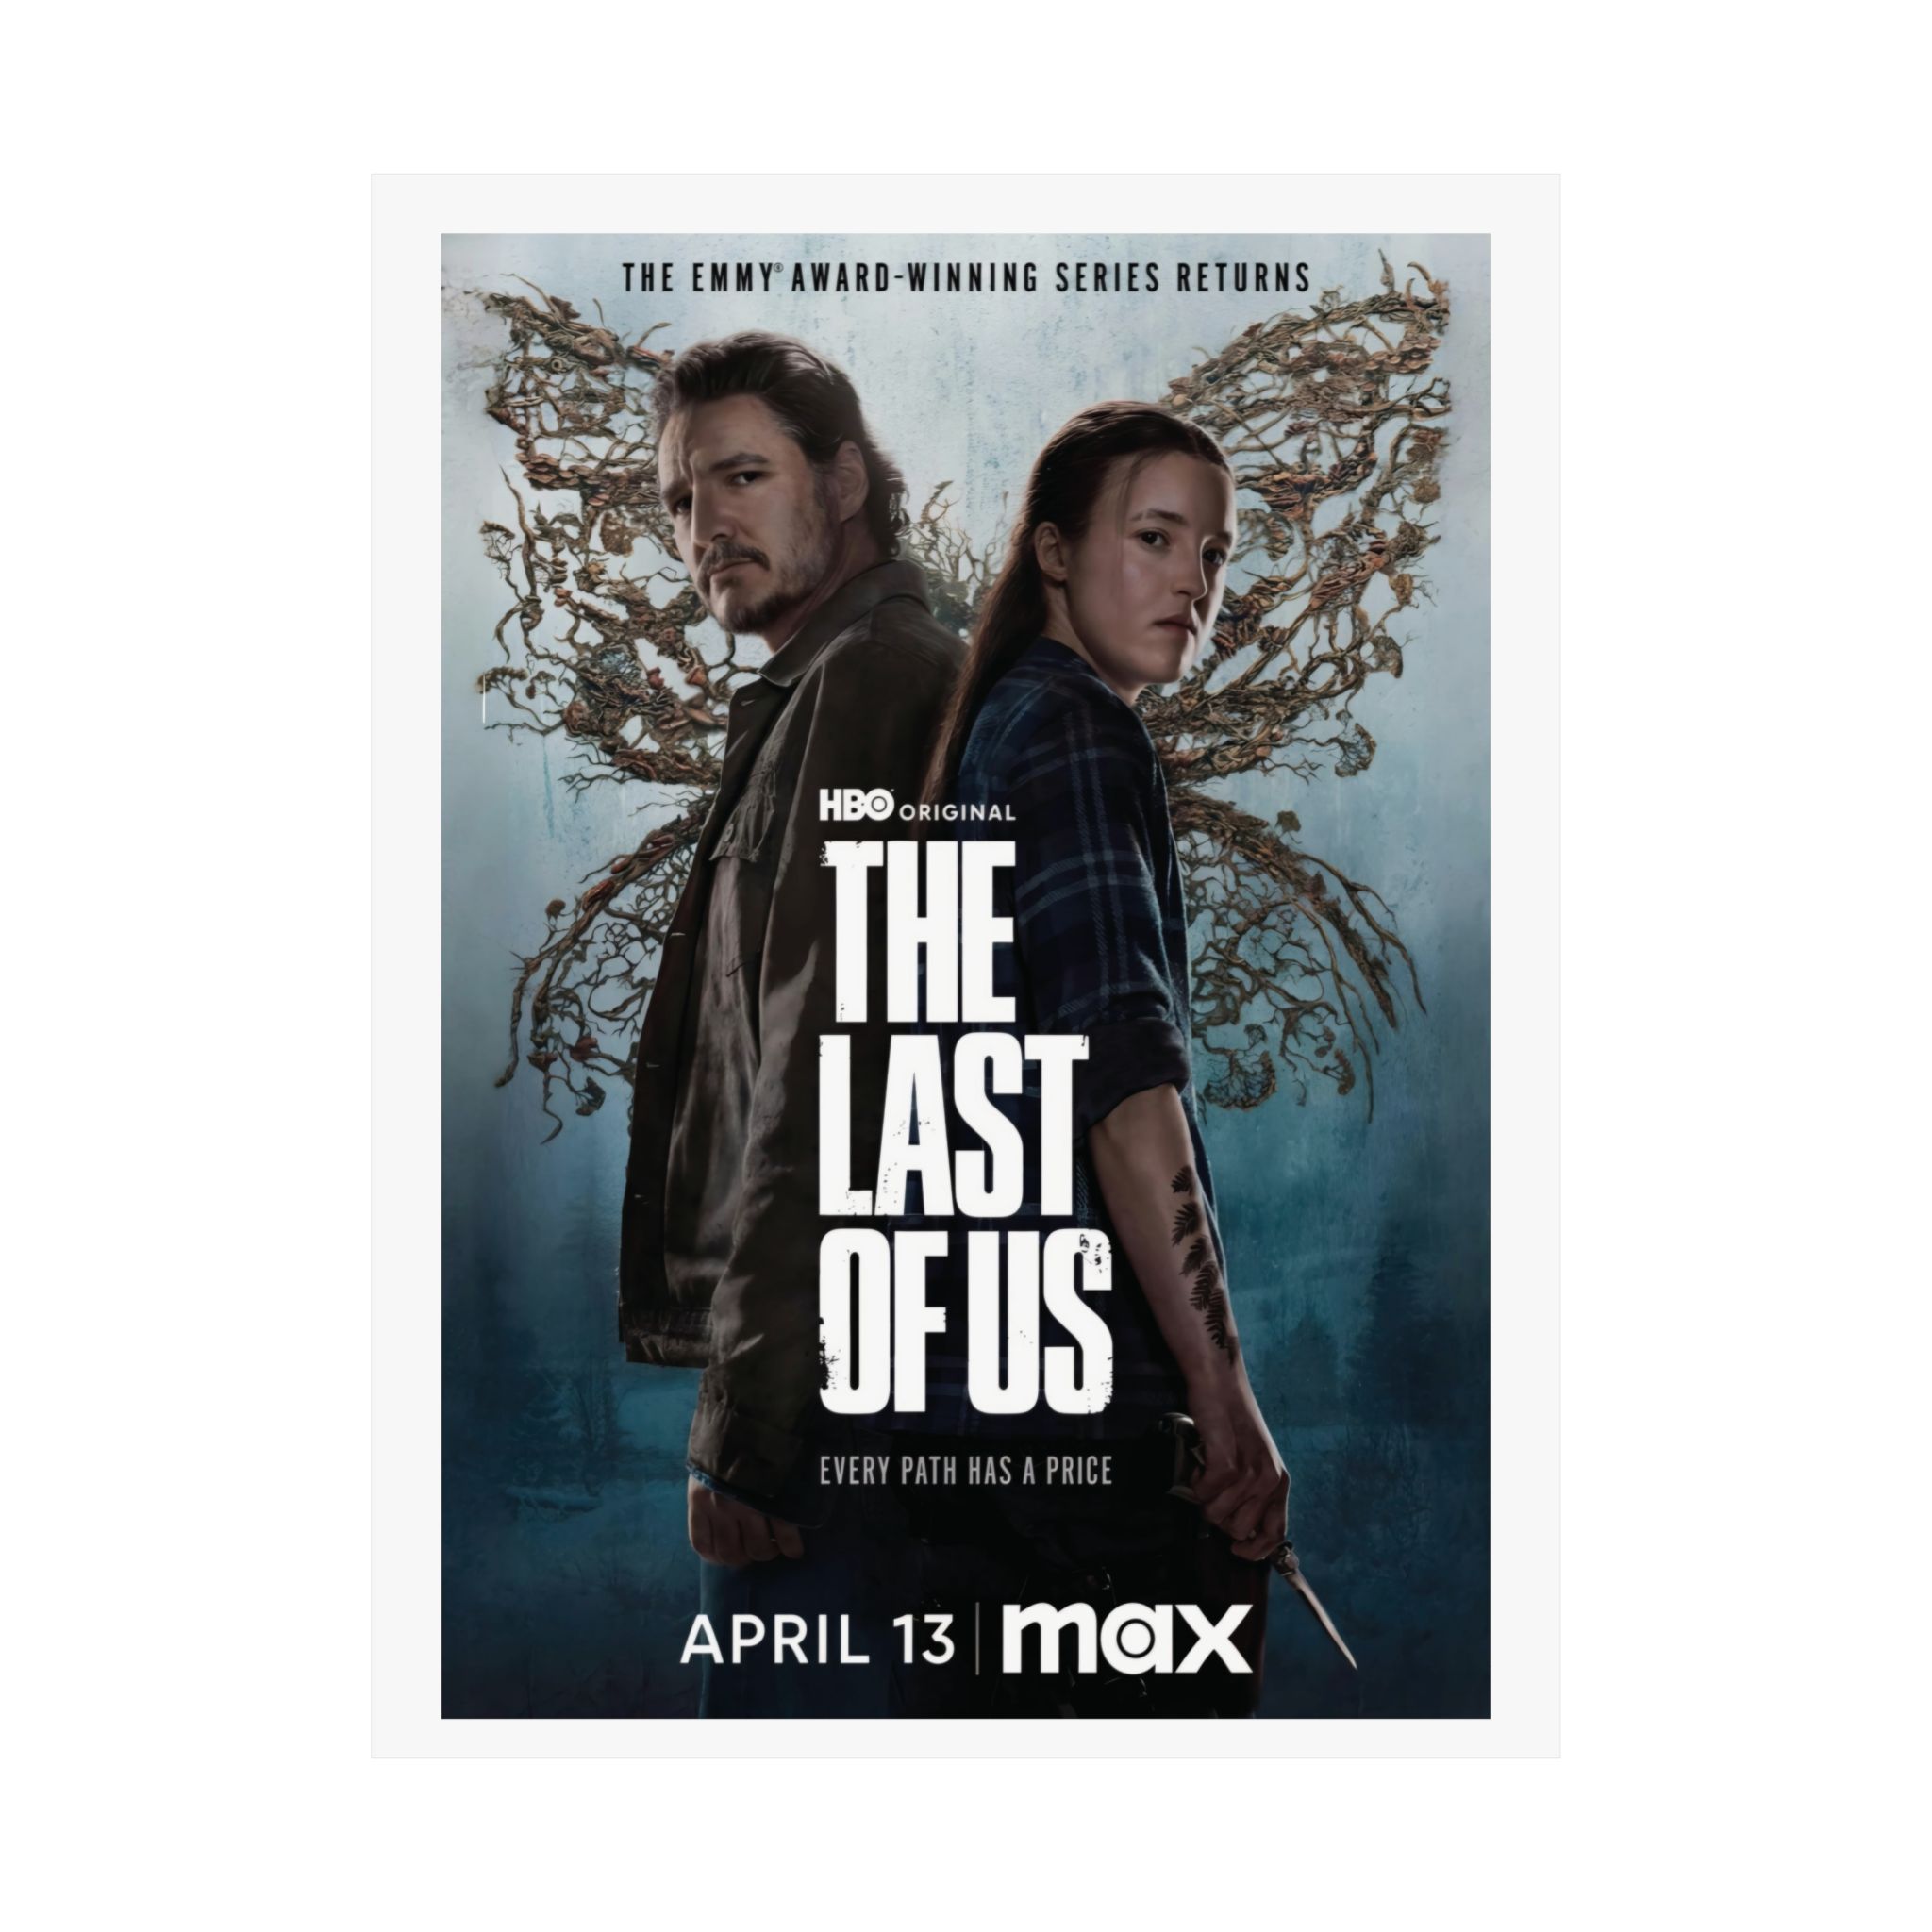 THE EMMY® AWARD-WINNING SERIES RETURNS
HBO ORIGINAL
THE
LAST
OF US
EVERY PATH HAS A PRICE
APRIL 13 | max